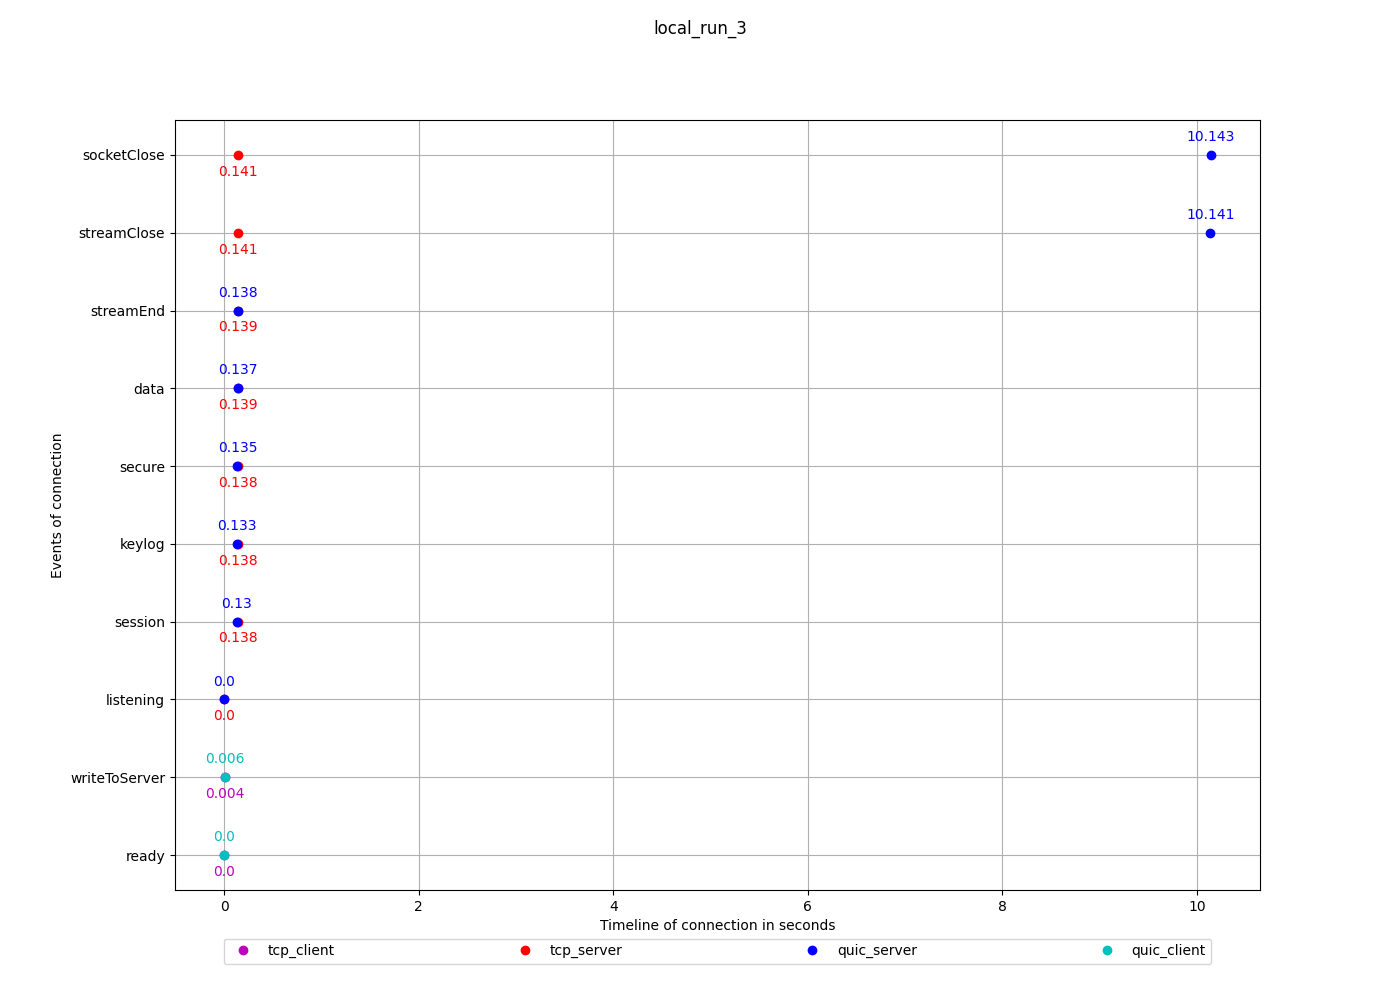 local_run_3
socketClose
10.143
0.141
streamClose
10.141
0.141
streamEnd
0.138
0.139
data
0.137
0.139
secure
0.135
0.138
keylog
0.133
0.138
session
0.13
0.138
listening
0.0
0.0
writeToServer
0.006
0.004
ready
0.0
0.0
Events of connection
0 2 4 6 8 10
Timeline of connection in seconds
tcp_client tcp_server quic_server quic_client